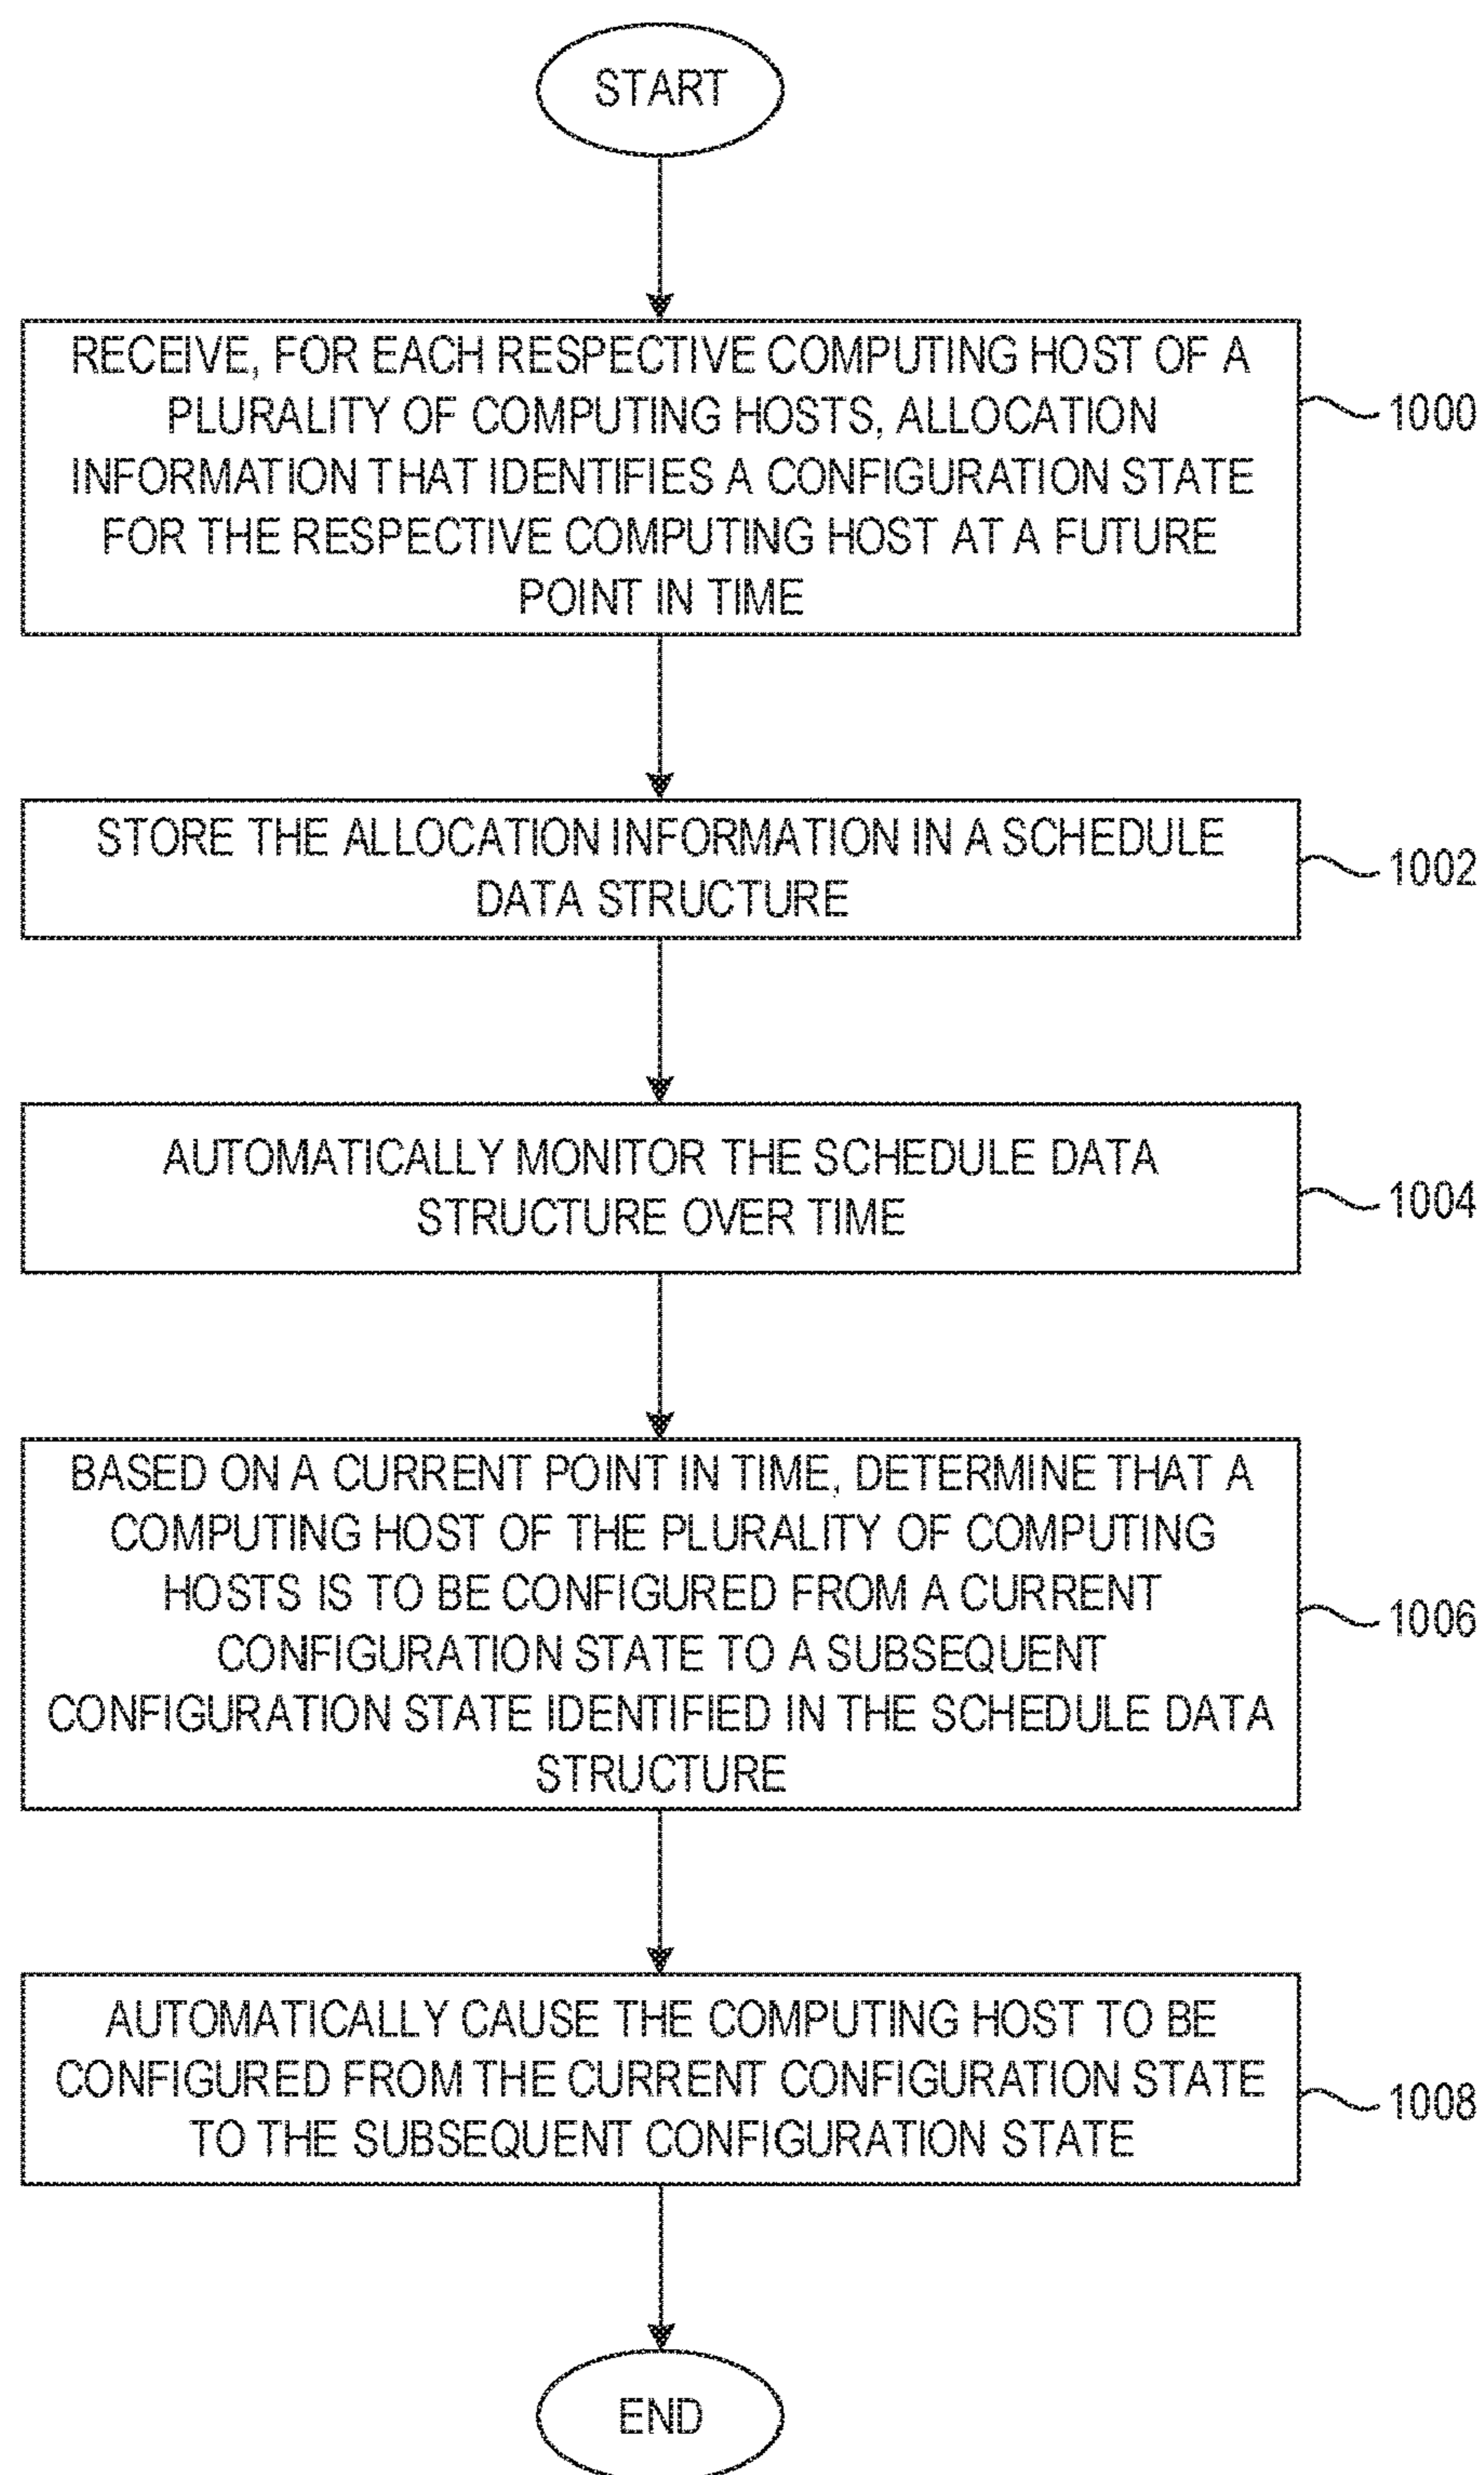 START
RECEIVE, FOR EACH RESPECTIVE COMPUTING HOST OF A
PLURALITY OF COMPUTING HOSTS, ALLOCATION
INFORMATION THAT IDENTIFIES A CONFIGURATION STATE
FOR THE RESPECTIVE COMPUTING HOST AT A FUTURE
POINT IN TIME
1000
STORE THE ALLOCATION INFORMATION IN A SCHEDULE
DATA STRUCTURE
1002
AUTOMATICALLY MONITOR THE SCHEDULE DATA
STRUCTURE OVER TIME
1004
BASED ON A CURRENT POINT IN TIME, DETERMINE THAT A
COMPUTING HOST OF THE PLURALITY OF COMPUTING
HOSTS IS TO BE CONFIGURED FROM A CURRENT
CONFIGURATION STATE TO A SUBSEQUENT
CONFIGURATION STATE IDENTIFIED IN THE SCHEDULE DATA
STRUCTURE
1006
AUTOMATICALLY CAUSE THE COMPUTING HOST TO BE
CONFIGURED FROM THE CURRENT CONFIGURATION STATE
TO THE SUBSEQUENT CONFIGURATION STATE
1008
END